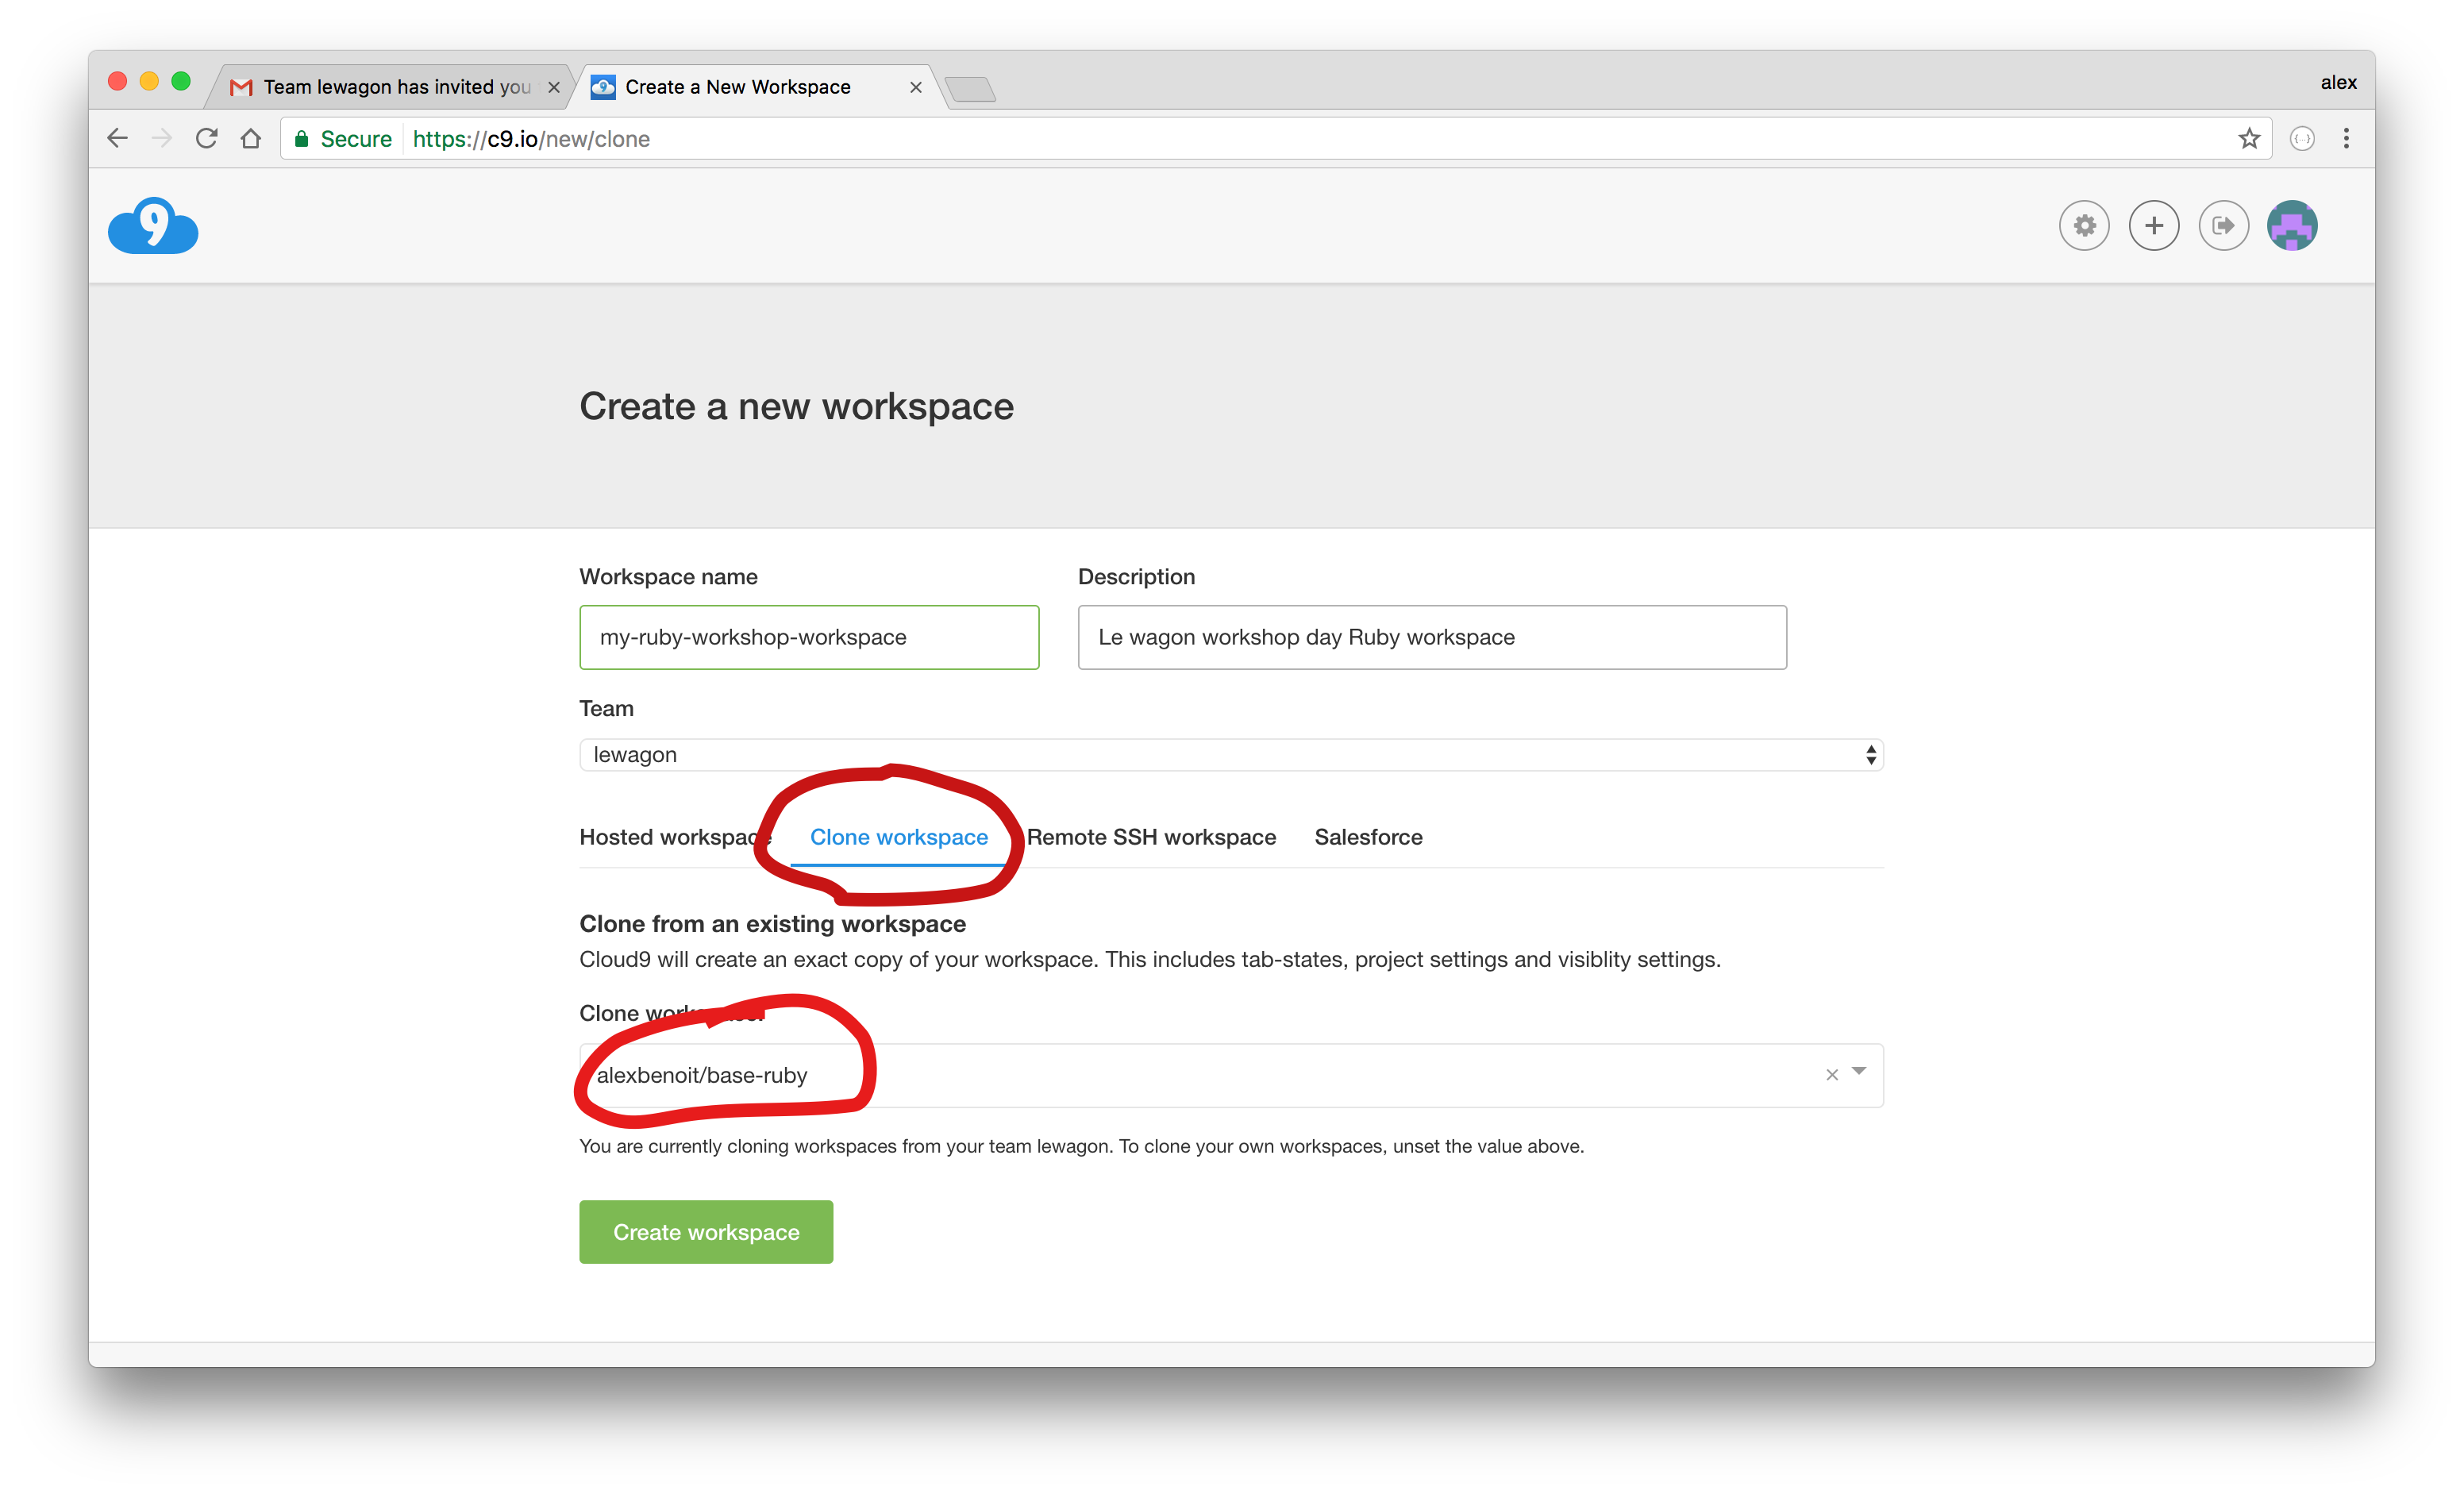 Team lewagon has invited you
Create a New Workspace
alex
Secure https://c9.io/new/clone
9
Create a new workspace
Workspace name Description
my-ruby-workshop-workspace Le wagon workshop day Ruby workspace
Team
lewagon
Hosted workspace Clone workspace Remote SSH workspace Salesforce
Clone from an existing workspace
Cloud9 will create an exact copy of your workspace. This includes tab-states, project settings and visiblity settings.
Clone workspace:
alexbenoit/base-ruby
You are currently cloning workspaces from your team lewagon. To clone your own workspaces, unset the value above.
Create workspace